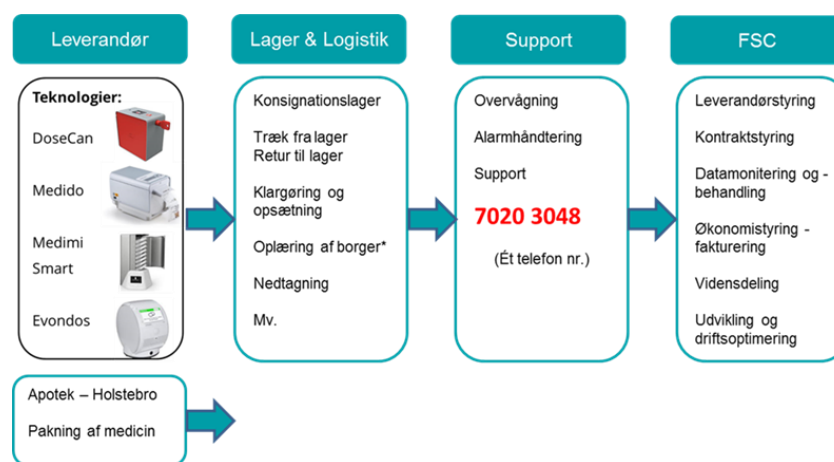 Leverandør
Teknologier:
DoseCan
Medido
Medimi
Smart
Evondos
Apotek – Holstebro
Pakning af medicin
Lager & Logistik
Konsignationslager
Træk fra lager
Retur til lager
Klargøring og
opsætning
Oplæring af borger*
Nedtagning
Mv.
Support
Overvågning
Alarmhåndtering
Support
7020 3048
(Ét telefon nr.)
FSC
Leverandørstyring
Kontraktstyring
Datamonitering og -
behandling
Økonomistyring -
fakturering
Vidensdeling
Udvikling og
driftsoptimering